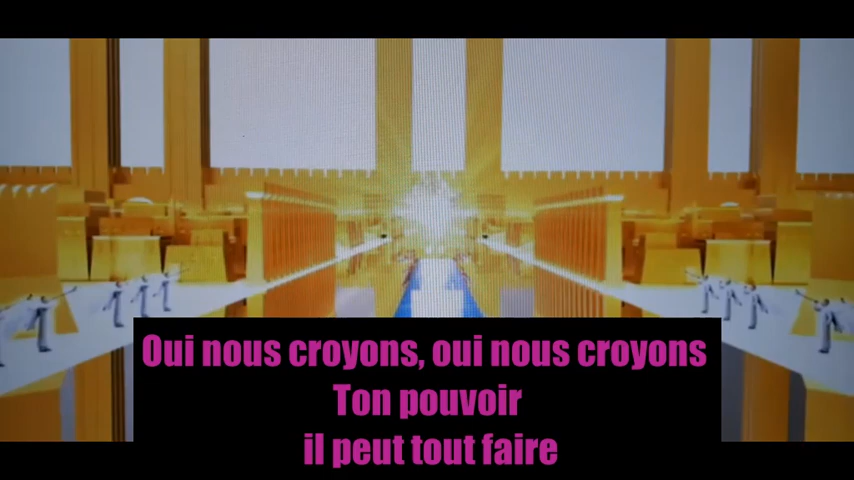 Oui nous croyons, oui nous croyons
Ton pouvoir
il peut tout faire